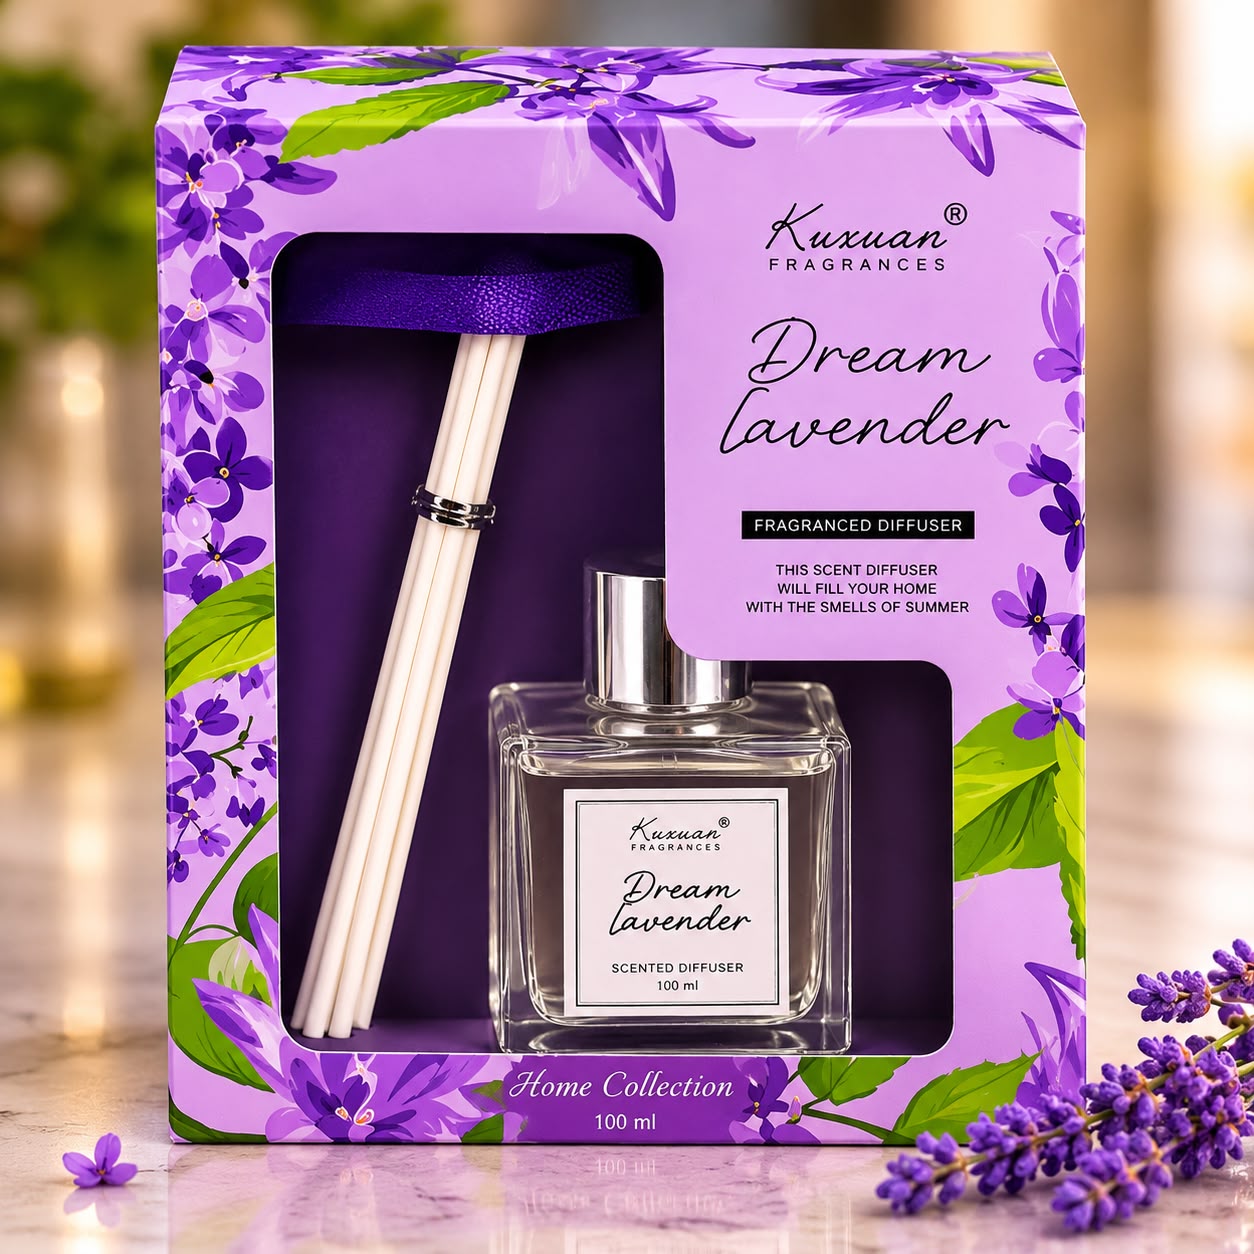 Kuxuan®
FRAGRANCES
Dream
lavender
FRAGRANCED DIFFUSER
THIS SCENT DIFFUSER
WILL FILL YOUR HOME
WITH THE SMELLS OF SUMMER
Kuxuan®
FRAGRANCES
Dream
lavender
SCENTED DIFFUSER
100 ml
Home Collection
100 ml